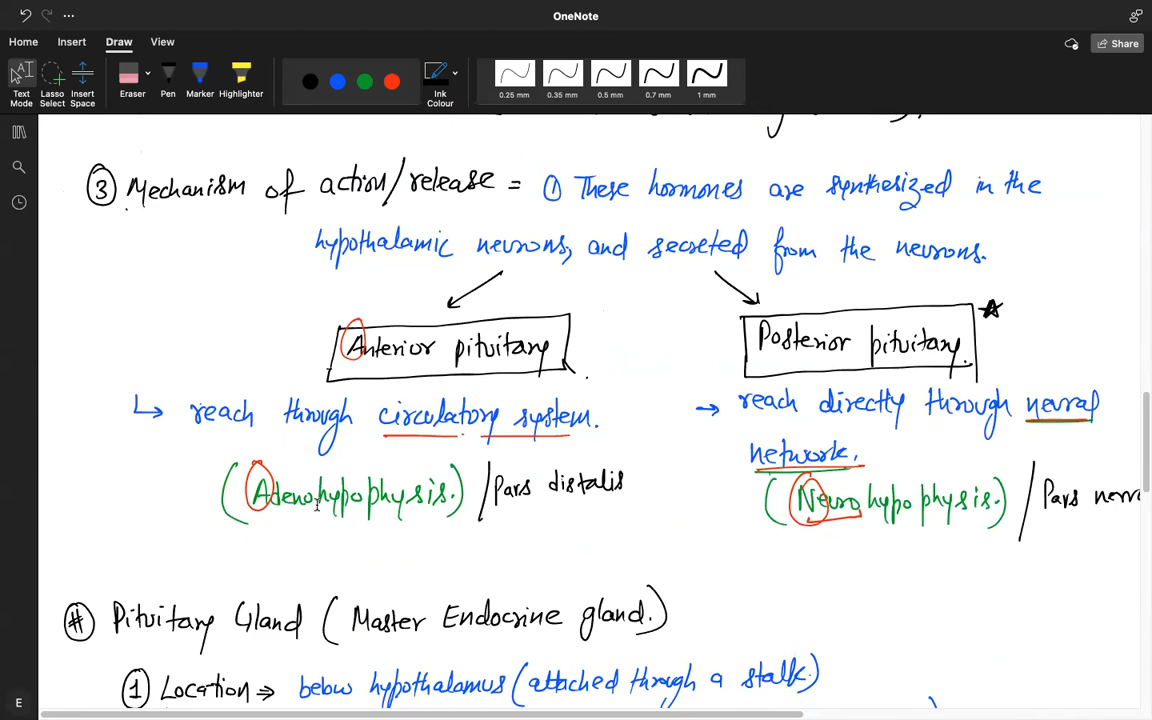 OneNote
Home Insert Draw View
Share
Text Mode
Lasso Select
Insert Space
Eraser
Pen
Marker
Highlighter
0.25 mm
0.35 mm
0.5 mm
0.7 mm
1 mm
Ink Colour
③ Mechanism of action/release = ① These hormones are synthesized in the
hypothalamic neurons, and secreted from the neurons.
Anterior pituitary
Posterior pituitary.
↳ reach through circulatory system.
→ reach directly through neural
network.
(Adenohypophysis.) / Pars distalis
(Neurohypophysis.) / Pars nerv
# Pituitary Gland (Master Endocrine gland.)
① Location ⇒ below hypothalamus (attached through a stalk.)
E